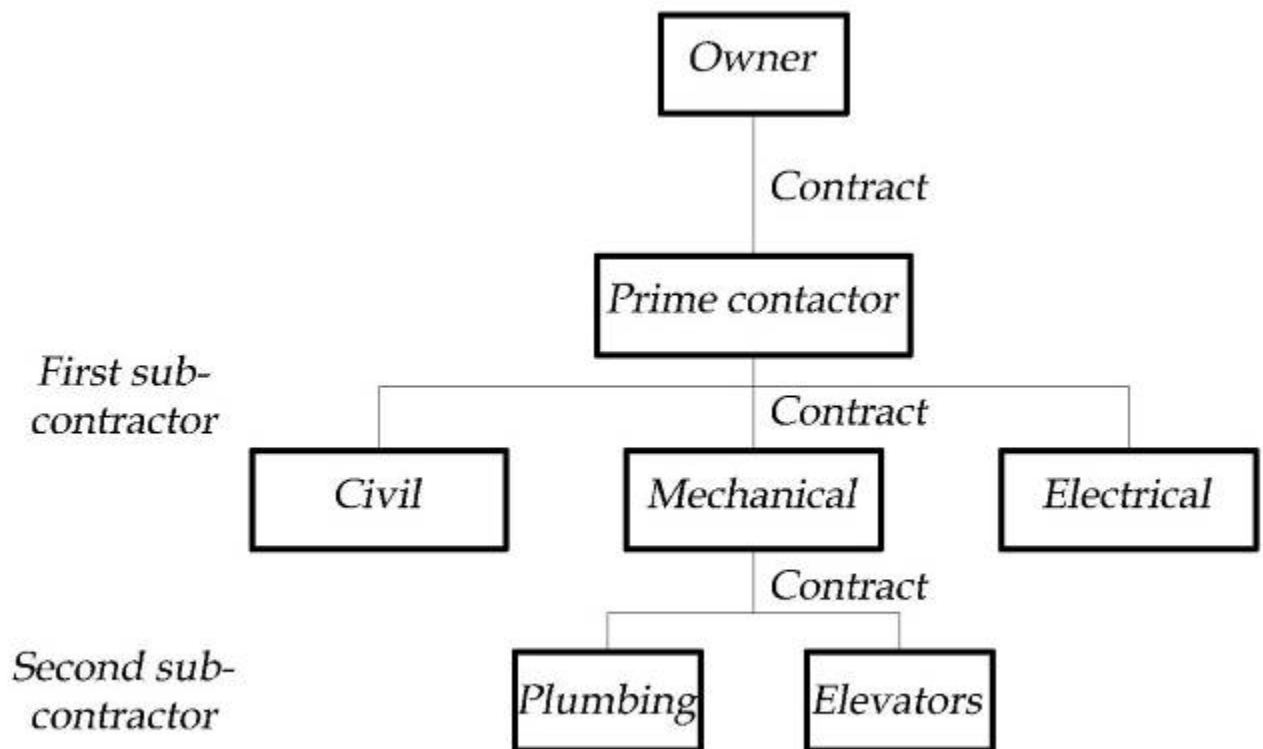 Owner
Contract
Prime contactor
First sub-
contractor
Contract
Civil
Mechanical
Electrical
Contract
Second sub-
contractor
Plumbing
Elevators